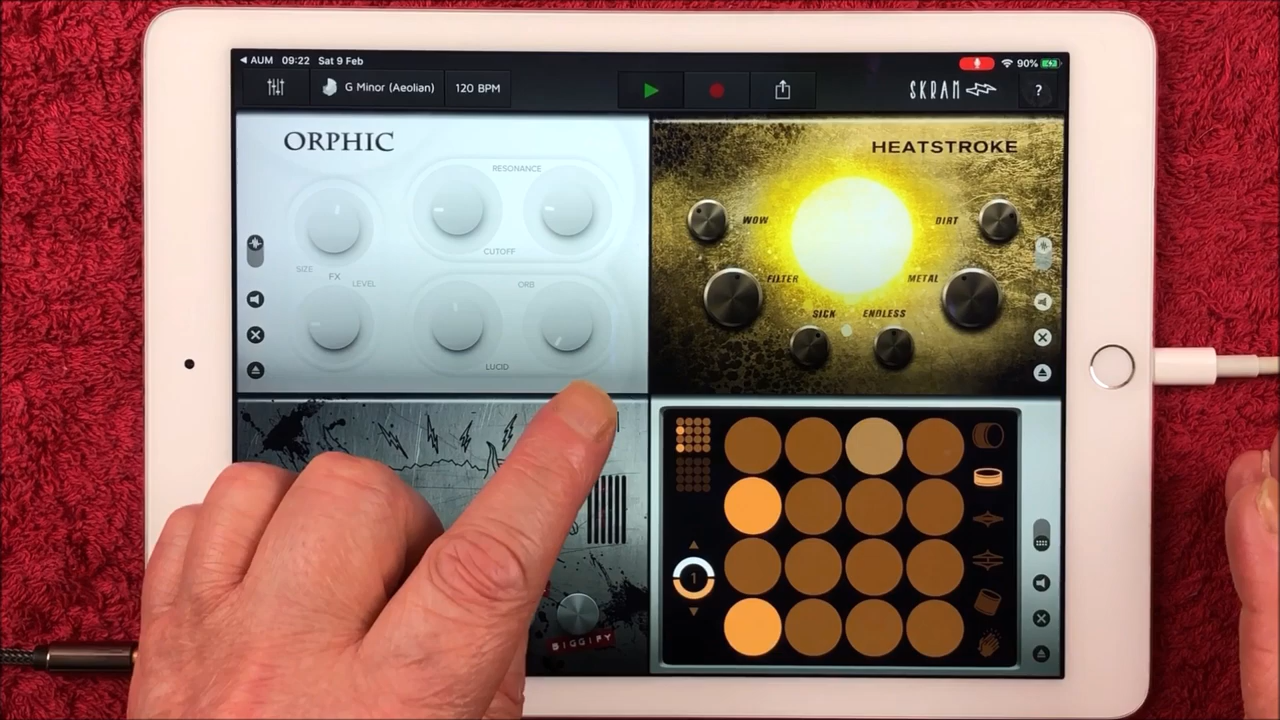 AUM 09:22 Sat 9 Feb
90%
G Minor (Aeolian)
120 BPM
SKRAM
?
ORPHIC
RESONANCE
CUTOFF
SIZE
FX
LEVEL
ORB
LUCID
HEATSTROKE
WOW
DIRT
FILTER
METAL
SICK
ENDLESS
1
BIGGIFY